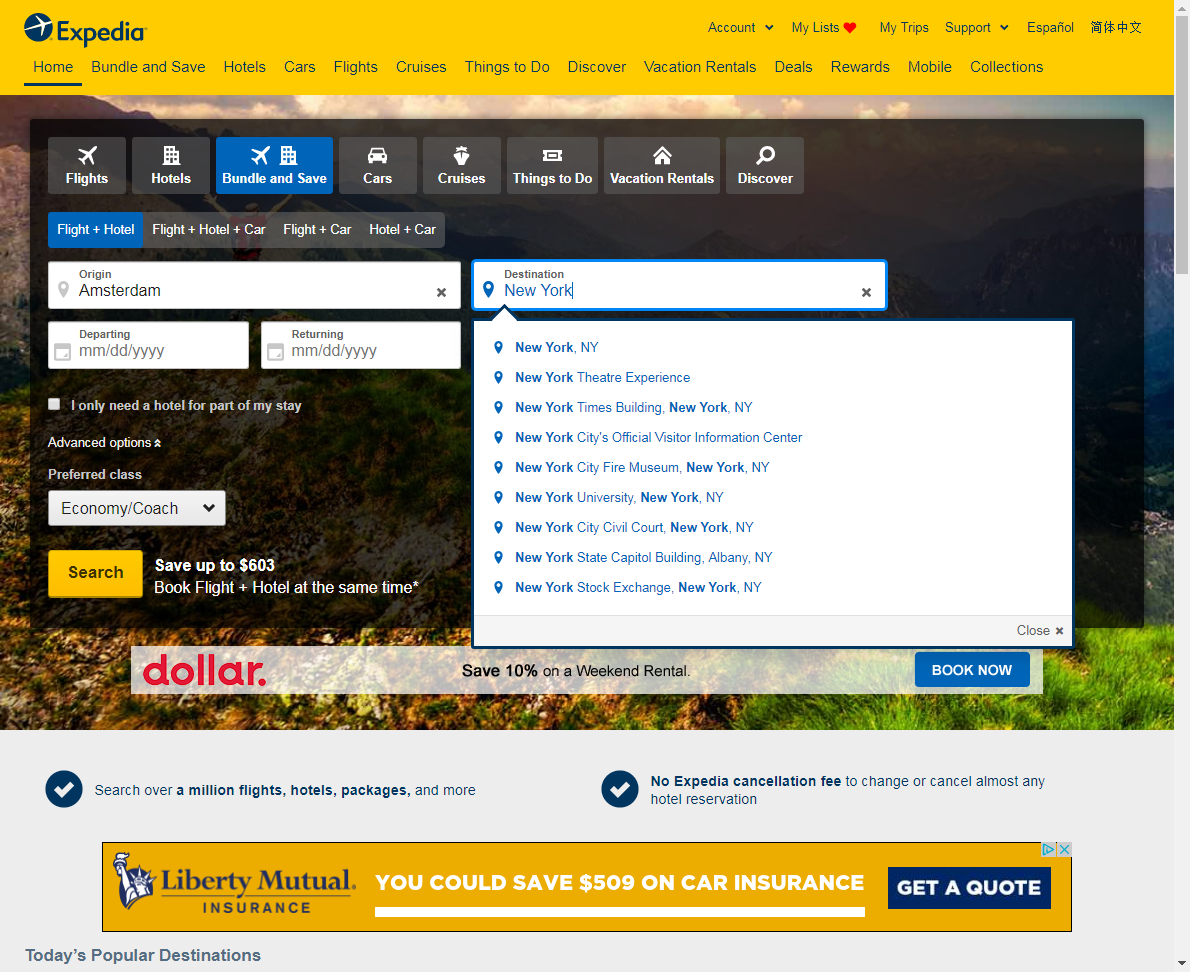 Expedia
Account My Lists My Trips Support Español 简体中文
Home Bundle and Save Hotels Cars Flights Cruises Things to Do Discover Vacation Rentals Deals Rewards Mobile Collections
Flights Hotels Bundle and Save Cars Cruises Things to Do Vacation Rentals Discover
Flight + Hotel Flight + Hotel + Car Flight + Car Hotel + Car
Origin
Amsterdam
Destination
New York
Departing
mm/dd/yyyy
Returning
mm/dd/yyyy
I only need a hotel for part of my stay
Advanced options
Preferred class
Economy/Coach
Search
Save up to $603
Book Flight + Hotel at the same time*
New York, NY
New York Theatre Experience
New York Times Building, New York, NY
New York City's Official Visitor Information Center
New York City Fire Museum, New York, NY
New York University, New York, NY
New York City Civil Court, New York, NY
New York State Capitol Building, Albany, NY
New York Stock Exchange, New York, NY
Close
dollar. Save 10% on a Weekend Rental. BOOK NOW
Search over a million flights, hotels, packages, and more
No Expedia cancellation fee to change or cancel almost any
hotel reservation
Liberty Mutual.
INSURANCE
YOU COULD SAVE $509 ON CAR INSURANCE
GET A QUOTE
Today's Popular Destinations